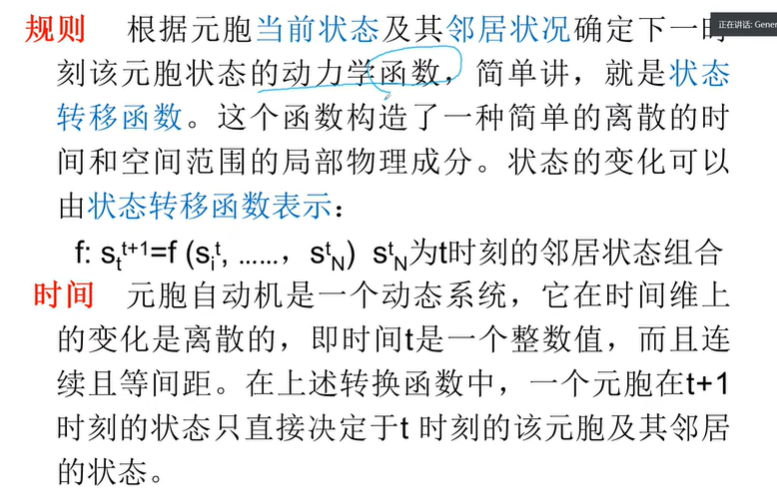 规则 根据元胞当前状态及其邻居状况确定下一时
正在讲话: Gener
刻该元胞状态的动力学函数，简单讲，就是状态
转移函数。这个函数构造了一种简单的离散的时
间和空间范围的局部物理成分。状态的变化可以
由状态转移函数表示：
f: sₜᵗ⁺¹=f (sᵢᵗ, ……，sᵗN) sᵗN为t时刻的邻居状态组合
时间 元胞自动机是一个动态系统，它在时间维上
的变化是离散的，即时间t是一个整数值，而且连
续且等间距。在上述转换函数中，一个元胞在t+1
时刻的状态只直接决定于t 时刻的该元胞及其邻居
的状态。